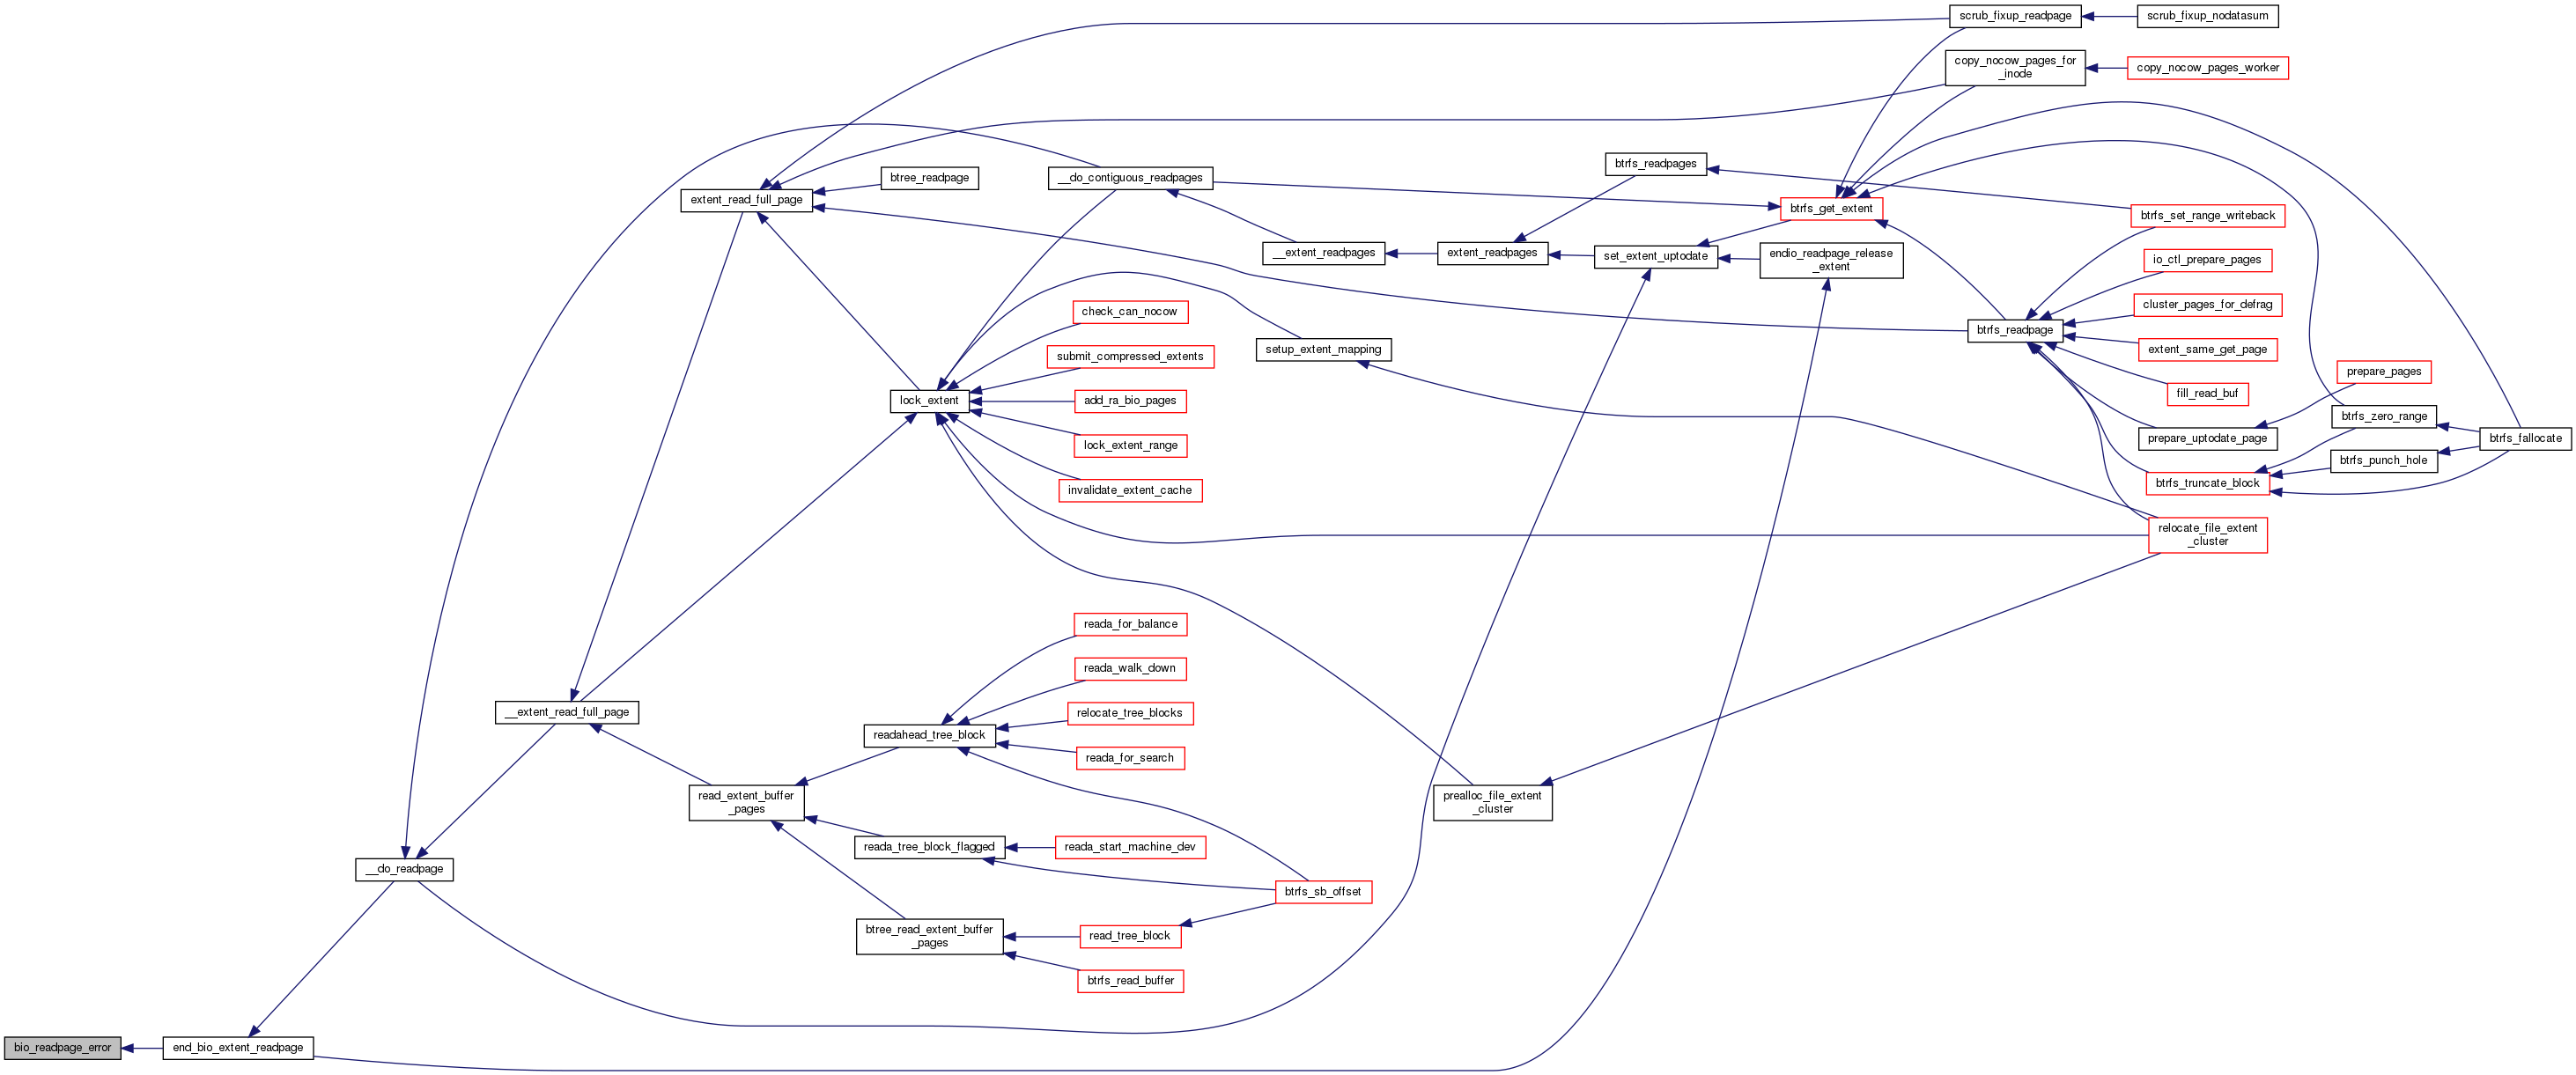 scrub_fixup_readpage
scrub_fixup_nodatasum
copy_nocow_pages_for
_inode
copy_nocow_pages_worker
btrfs_readpages
btree_readpage
__do_contiguous_readpages
extent_read_full_page
btrfs_get_extent
btrfs_set_range_writeback
__extent_readpages
extent_readpages
set_extent_uptodate
endio_readpage_release
_extent
io_ctl_prepare_pages
cluster_pages_for_defrag
check_can_nocow
btrfs_readpage
setup_extent_mapping
extent_same_get_page
submit_compressed_extents
prepare_pages
fill_read_buf
lock_extent
add_ra_bio_pages
btrfs_zero_range
prepare_uptodate_page
btrfs_fallocate
lock_extent_range
btrfs_punch_hole
btrfs_truncate_block
invalidate_extent_cache
relocate_file_extent
_cluster
reada_for_balance
reada_walk_down
__extent_read_full_page
relocate_tree_blocks
readahead_tree_block
reada_for_search
read_extent_buffer
_pages
prealloc_file_extent
_cluster
reada_tree_block_flagged
reada_start_machine_dev
__do_readpage
btrfs_sb_offset
btree_read_extent_buffer
_pages
read_tree_block
btrfs_read_buffer
bio_readpage_error
end_bio_extent_readpage